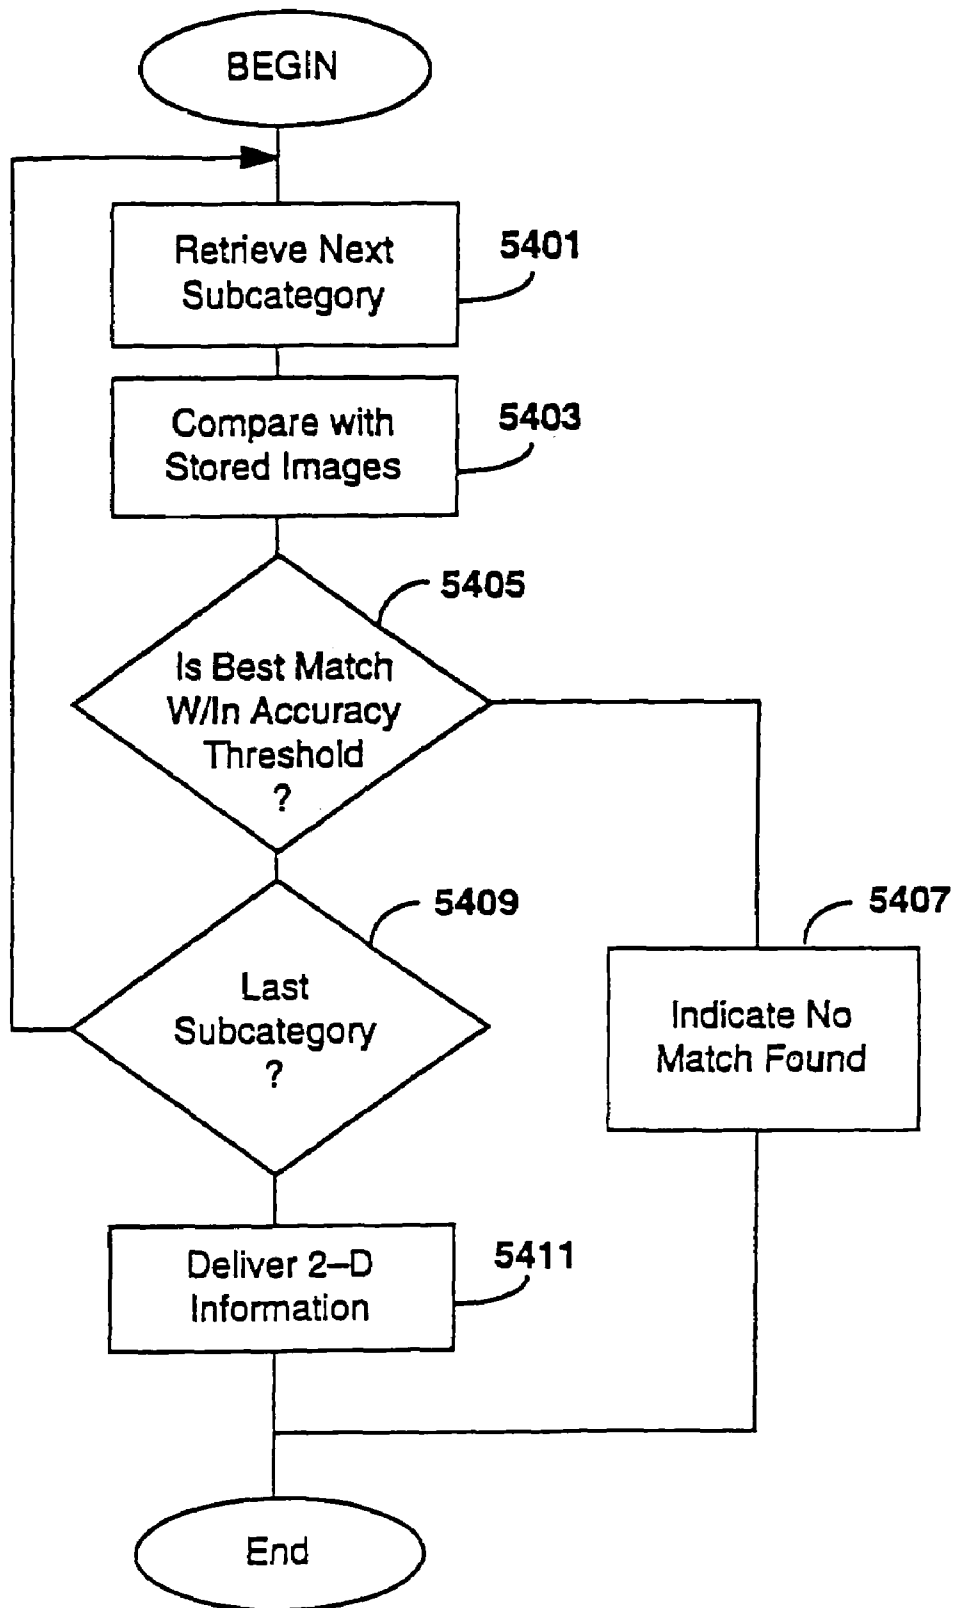 BEGIN
Retrieve Next
Subcategory
5401
Compare with
Stored Images
5403
5405
Is Best Match
W/In Accuracy
Threshold
?
5409
Last
Subcategory
?
5407
Indicate No
Match Found
Deliver 2–D
Information
5411
End